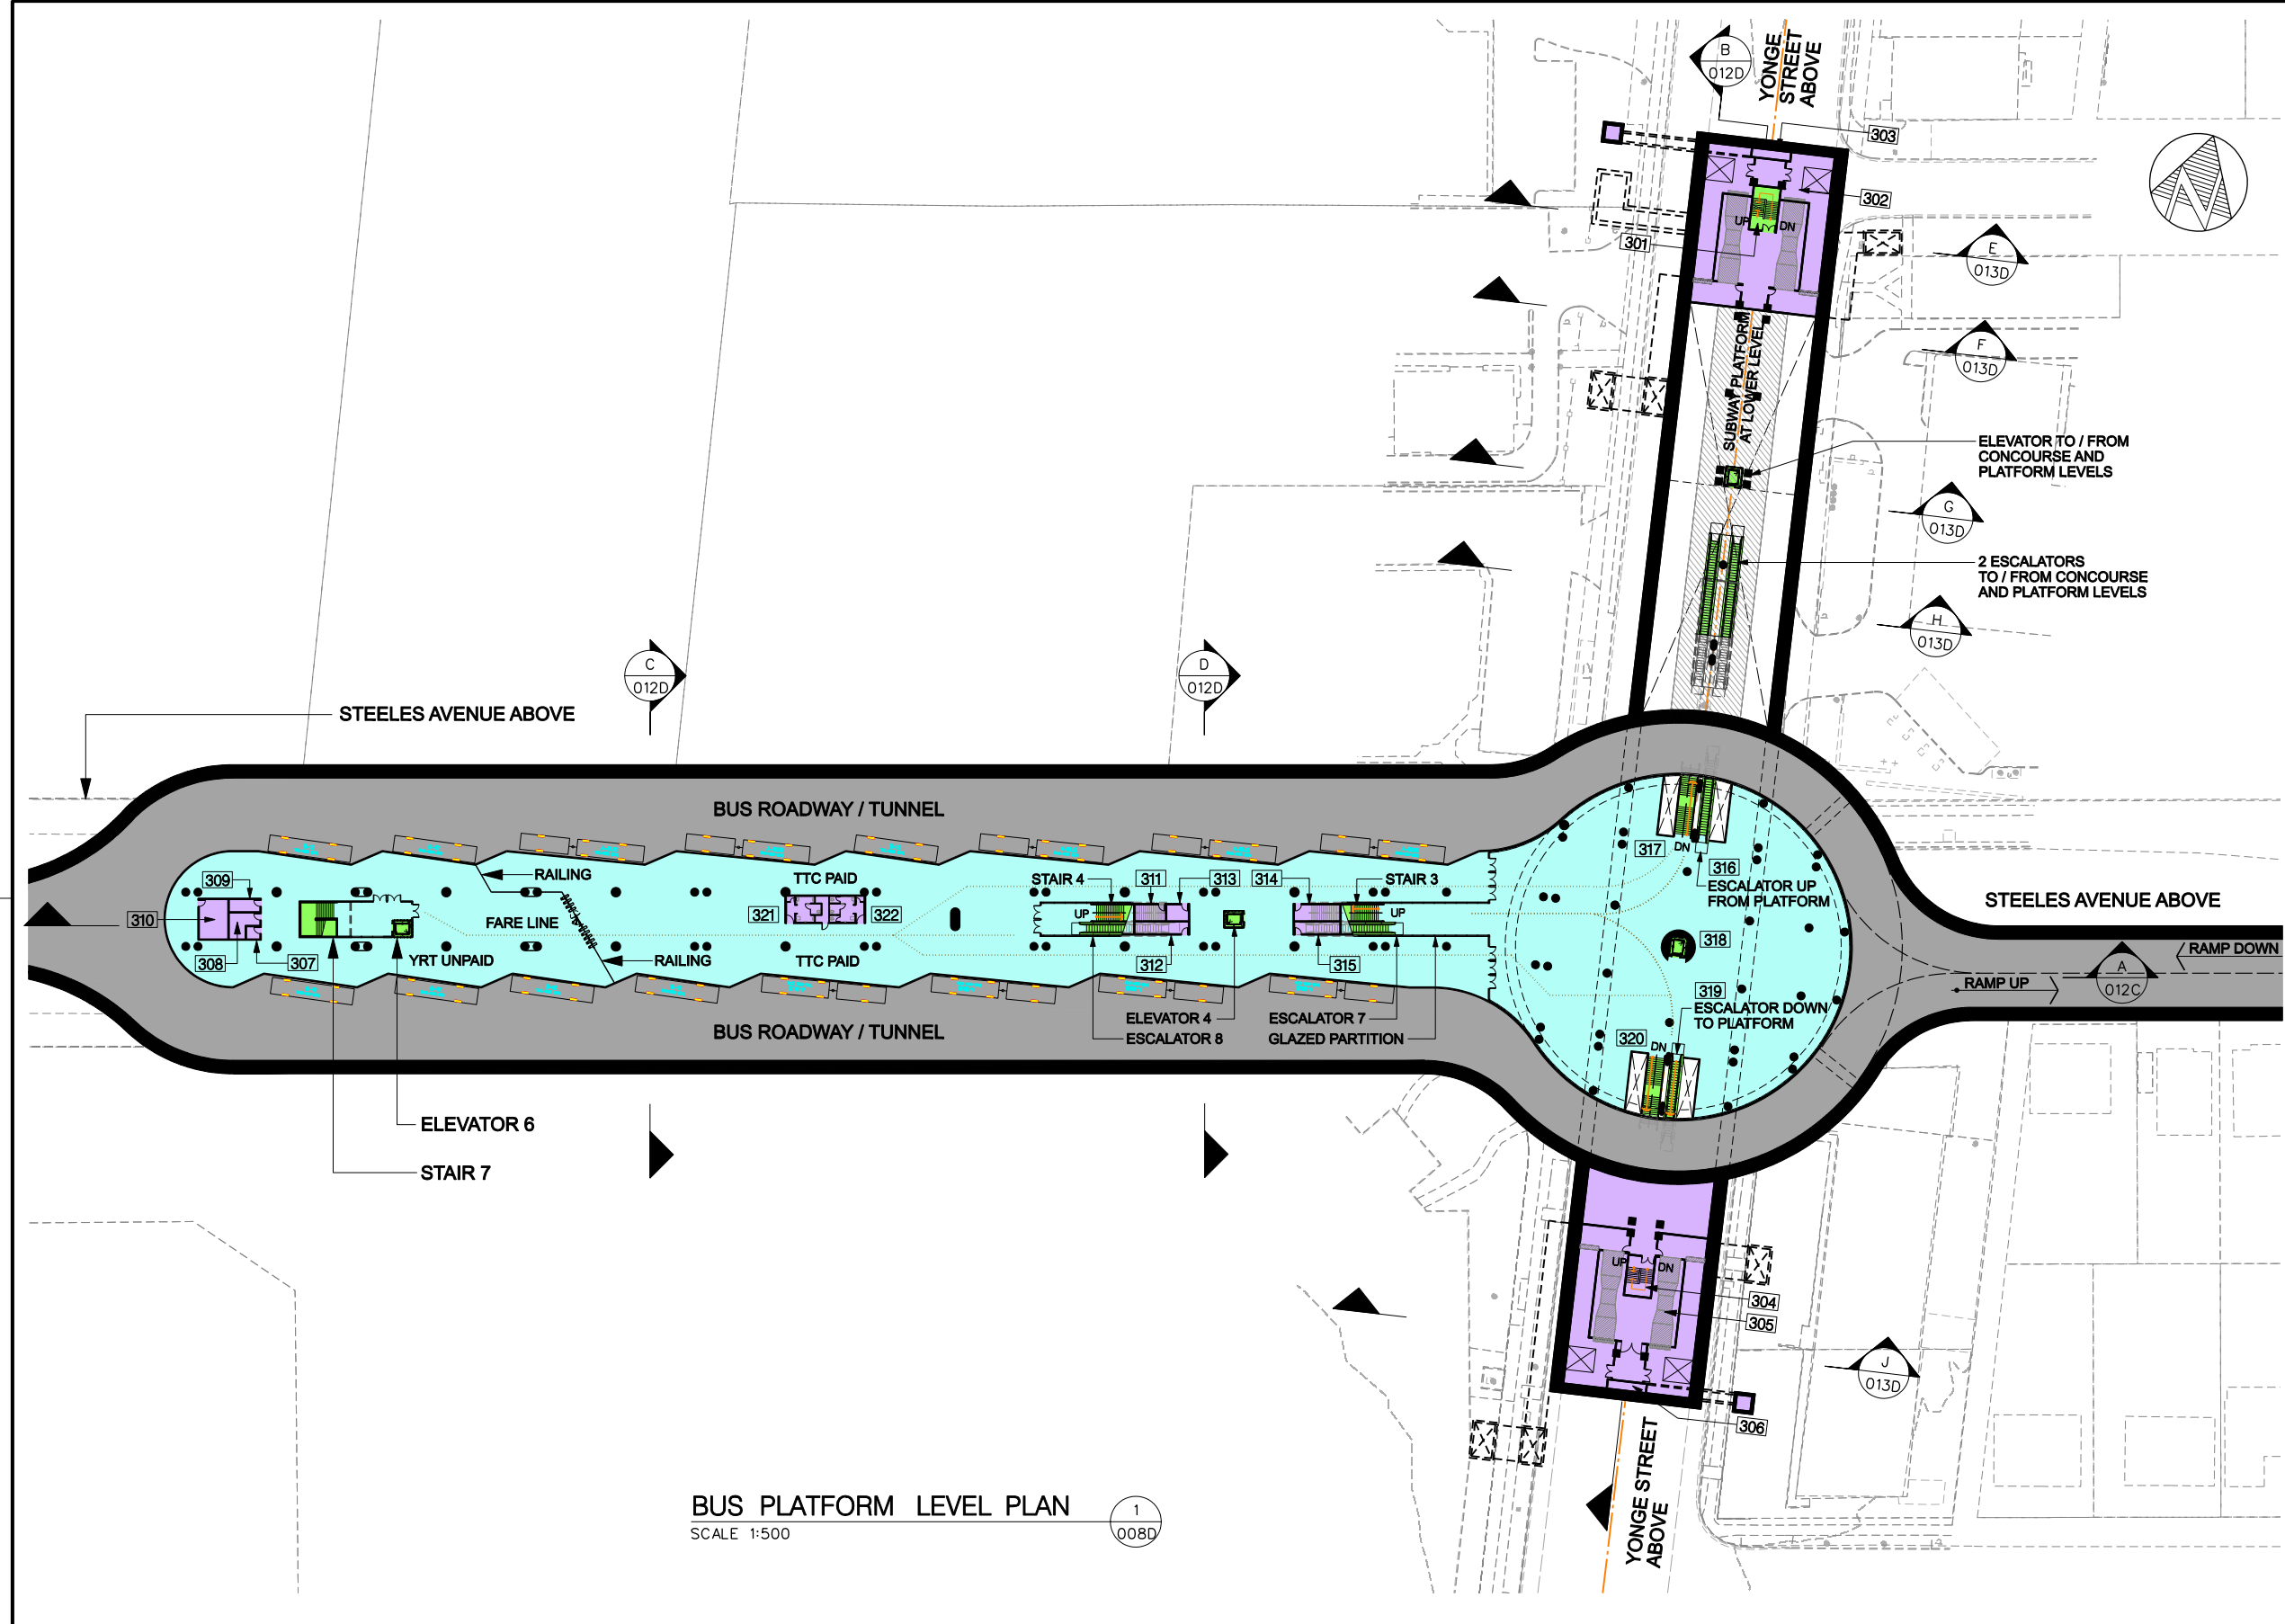 B
012D
YONGE
STREET
ABOVE
303
302
301
UP
DN
E
013D
F
013D
SUBWAY PLATFORM
AT LOWER LEVEL
ELEVATOR TO / FROM
CONCOURSE AND
PLATFORM LEVELS
G
013D
2 ESCALATORS
TO / FROM CONCOURSE
AND PLATFORM LEVELS
H
013D
C
012D
D
012D
STEELES AVENUE ABOVE
BUS ROADWAY / TUNNEL
309
310
308
307
RAILING
FARE LINE
YRT UNPAID
RAILING
TTC PAID
321
322
TTC PAID
STAIR 4
311
313
314
STAIR 3
UP
UP
312
315
317
DN
316
ESCALATOR UP
FROM PLATFORM
318
319
ESCALATOR DOWN
TO PLATFORM
320
DN
STEELES AVENUE ABOVE
RAMP DOWN
A
012C
RAMP UP
BUS ROADWAY / TUNNEL
ELEVATOR 4
ESCALATOR 8
ESCALATOR 7
GLAZED PARTITION
ELEVATOR 6
STAIR 7
UP
DN
304
305
J
013D
306
YONGE STREET
ABOVE
BUS PLATFORM LEVEL PLAN
SCALE 1:500
1
008D